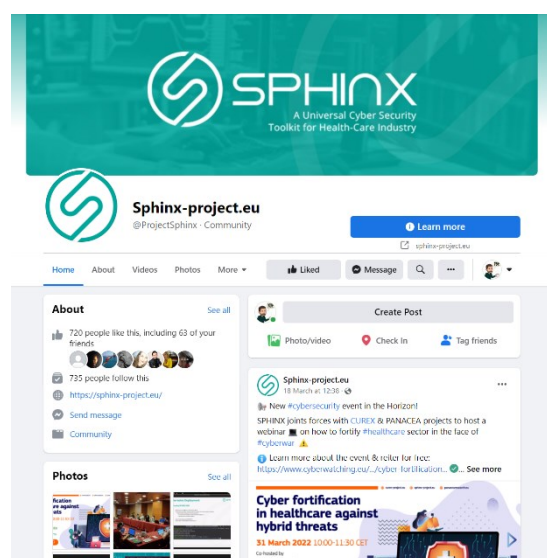 SPHINX
A Universal Cyber Security
Toolkit for Health-Care Industry
Sphinx-project.eu
@ProjectSphinx · Community
Learn more
sphinx-project.eu
Home About Videos Photos More Liked Message
About See all
720 people like this, including 63 of your
friends
735 people follow this
https://sphinx-project.eu/
Send message
Community
Photos See all
Create Post
Photo/video Check in Tag friends
Sphinx-project.eu
18 March at 12:38
New #cybersecurity event in the Horizon!
SPHINX joints forces with CUREX & PANACEA projects to host a
webinar on how to fortify #healthcare sector in the face of
#cyberwar
Learn more about the event & reiter for free:
https://www.cyberwatching.eu/.../cyber-fortification... ... See more
Cyber fortification
in healthcare against
hybrid threats
31 March 2022 10:00-11:30 CET
Co-hosted by